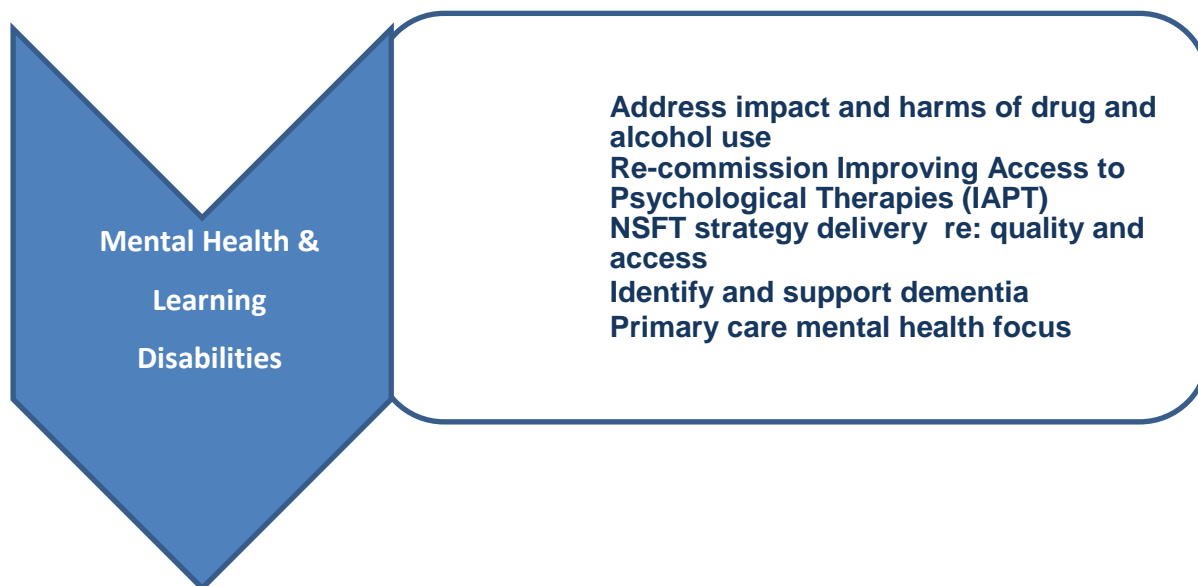 Mental Health &
Learning
Disabilities
Address impact and harms of drug and
alcohol use
Re-commission Improving Access to
Psychological Therapies (IAPT)
NSFT strategy delivery  re: quality and
access
Identify and support dementia
Primary care mental health focus